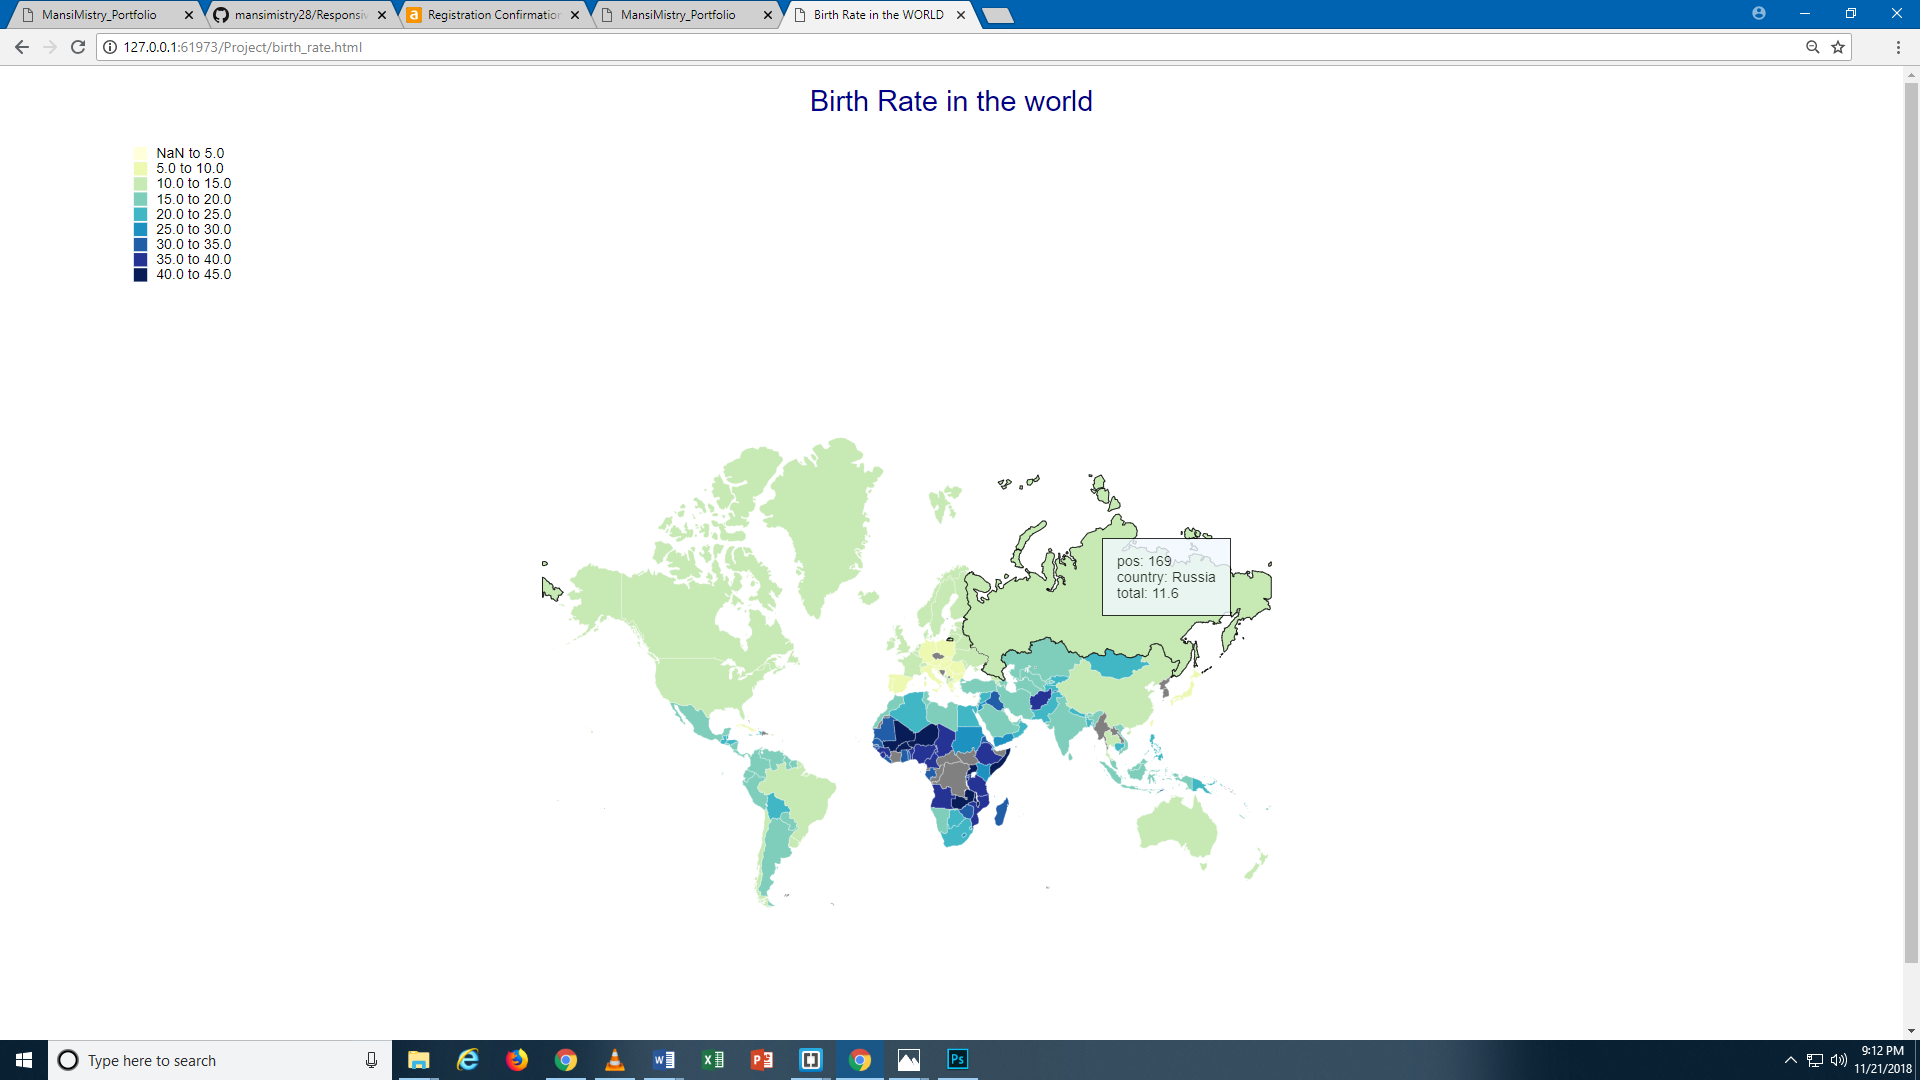 MansiMistry_Portfolio
mansimistry28/Responsiv
Registration Confirmation
MansiMistry_Portfolio
Birth Rate in the WORLD
127.0.0.1:61973/Project/birth_rate.html
Birth Rate in the world
NaN to 5.0
5.0 to 10.0
10.0 to 15.0
15.0 to 20.0
20.0 to 25.0
25.0 to 30.0
30.0 to 35.0
35.0 to 40.0
40.0 to 45.0
pos: 169
country: Russia
total: 11.6
Type here to search
Ps
9:12 PM
11/21/2018